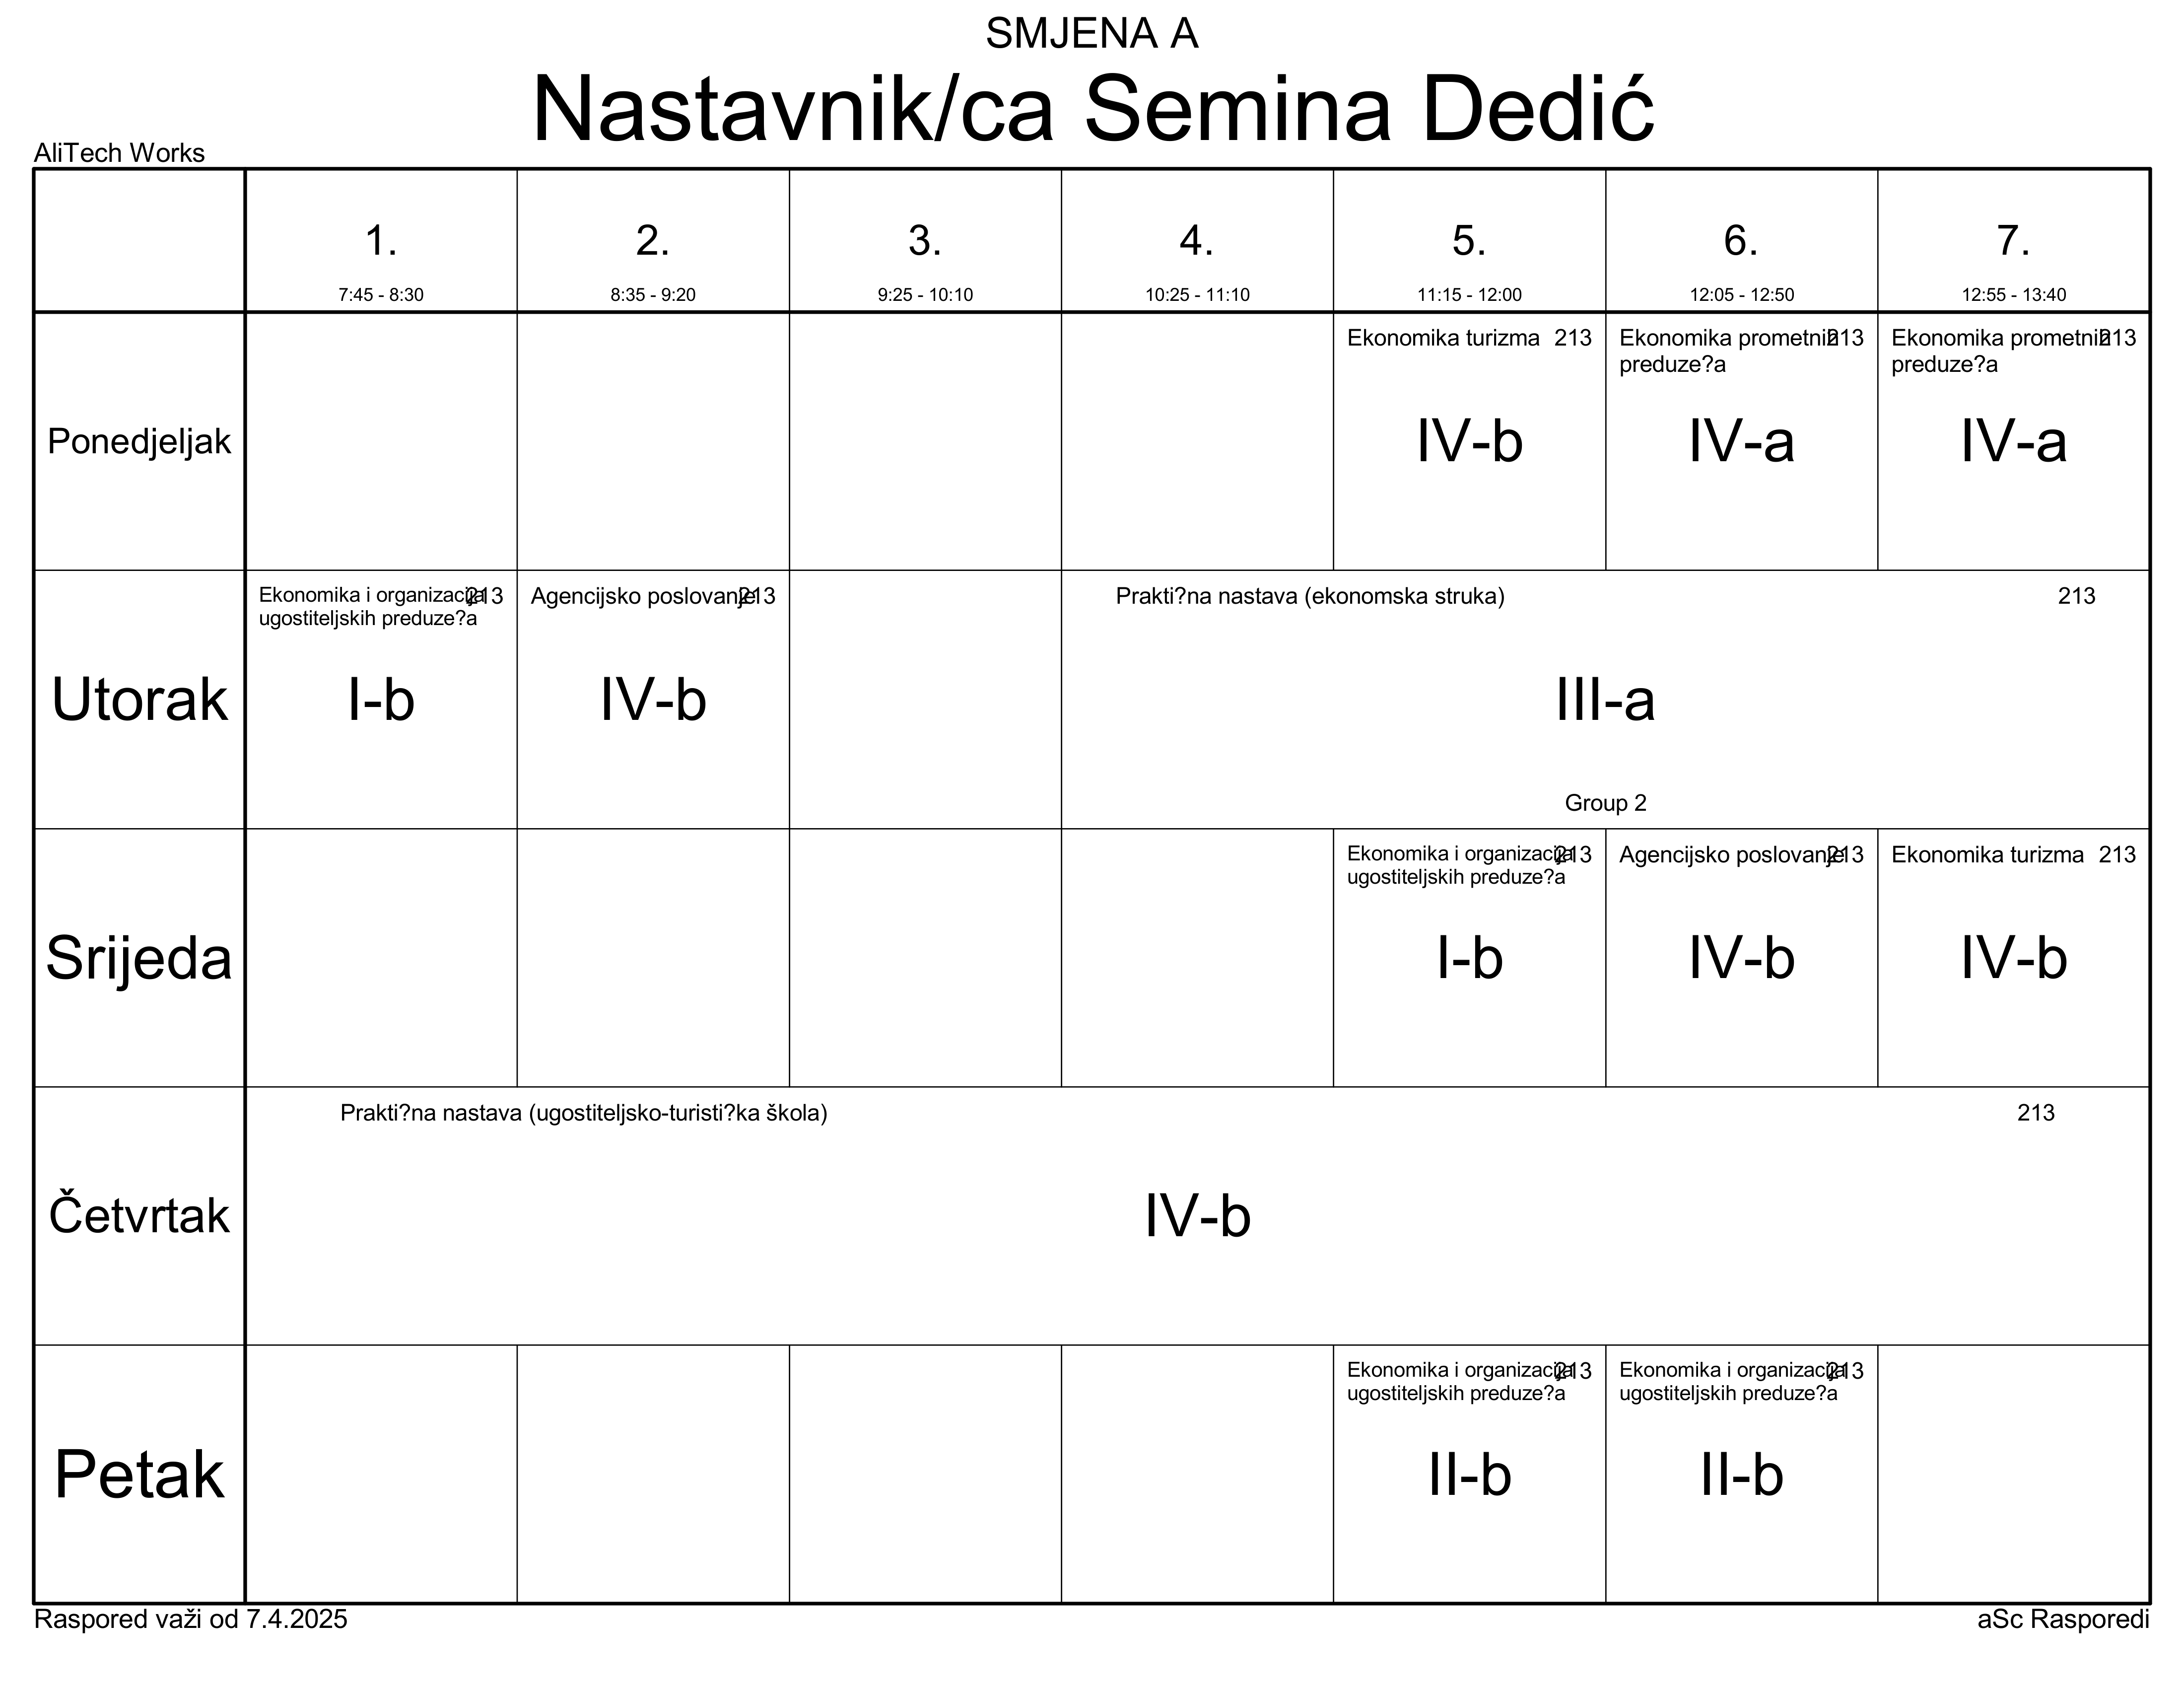 SMJENA A
Nastavnik/ca Semina Dedić
AliTech Works
1.
7:45 - 8:30
2.
8:35 - 9:20
3.
9:25 - 10:10
4.
10:25 - 11:10
5.
11:15 - 12:00
6.
12:05 - 12:50
7.
12:55 - 13:40
Ponedjeljak
Ekonomika turizma 213
IV-b
Ekonomika prometnih 213
preduze?a
IV-a
Ekonomika prometnih 213
preduze?a
IV-a
Utorak
Ekonomika i organizacija 213
ugostiteljskih preduze?a
I-b
Agencijsko poslovanje 213
IV-b
Prakti?na nastava (ekonomska struka) 213
III-a
Group 2
Srijeda
Ekonomika i organizacija 213
ugostiteljskih preduze?a
I-b
Agencijsko poslovanje 213
IV-b
Ekonomika turizma 213
IV-b
Četvrtak
Prakti?na nastava (ugostiteljsko-turisti?ka škola) 213
IV-b
Petak
Ekonomika i organizacija 213
ugostiteljskih preduze?a
II-b
Ekonomika i organizacija 213
ugostiteljskih preduze?a
II-b
Raspored važi od 7.4.2025
aSc Rasporedi